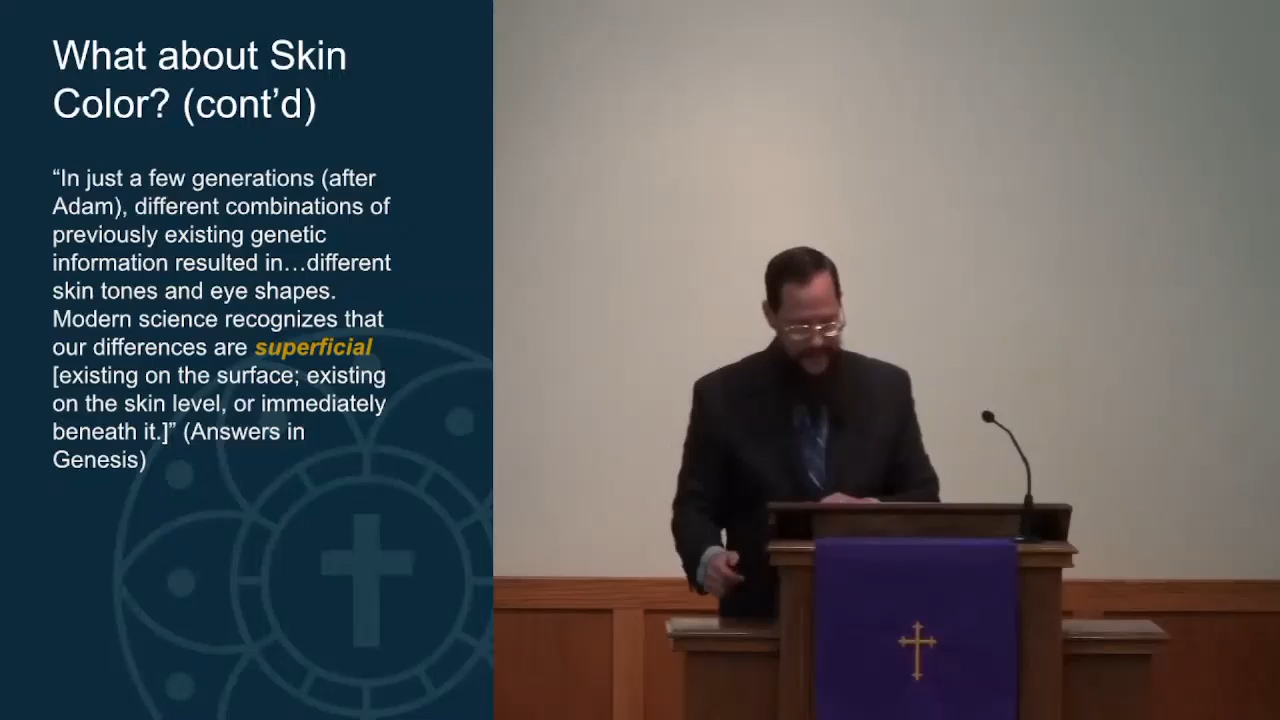 What about Skin
Color? (cont’d)
“In just a few generations (after
Adam), different combinations of
previously existing genetic
information resulted in…different
skin tones and eye shapes.
Modern science recognizes that
our differences are superficial
[existing on the surface; existing
on the skin level, or immediately
beneath it.]” (Answers in
Genesis)